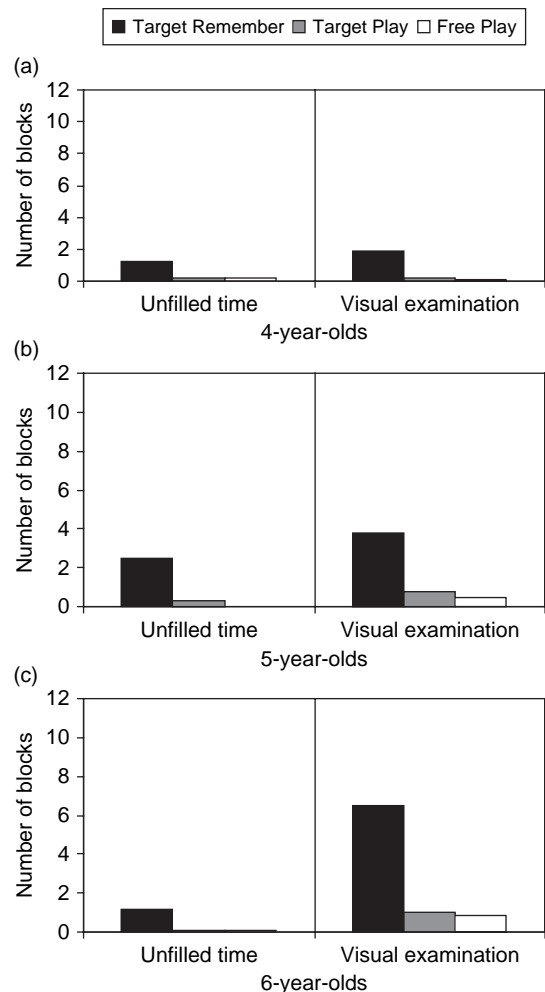 Target Remember Target Play Free Play
(a)
Number of blocks
12
10
8
6
4
2
0
Unfilled time Visual examination
4-year-olds
(b)
Number of blocks
12
10
8
6
4
2
0
Unfilled time Visual examination
5-year-olds
(c)
Number of blocks
12
10
8
6
4
2
0
Unfilled time Visual examination
6-year-olds